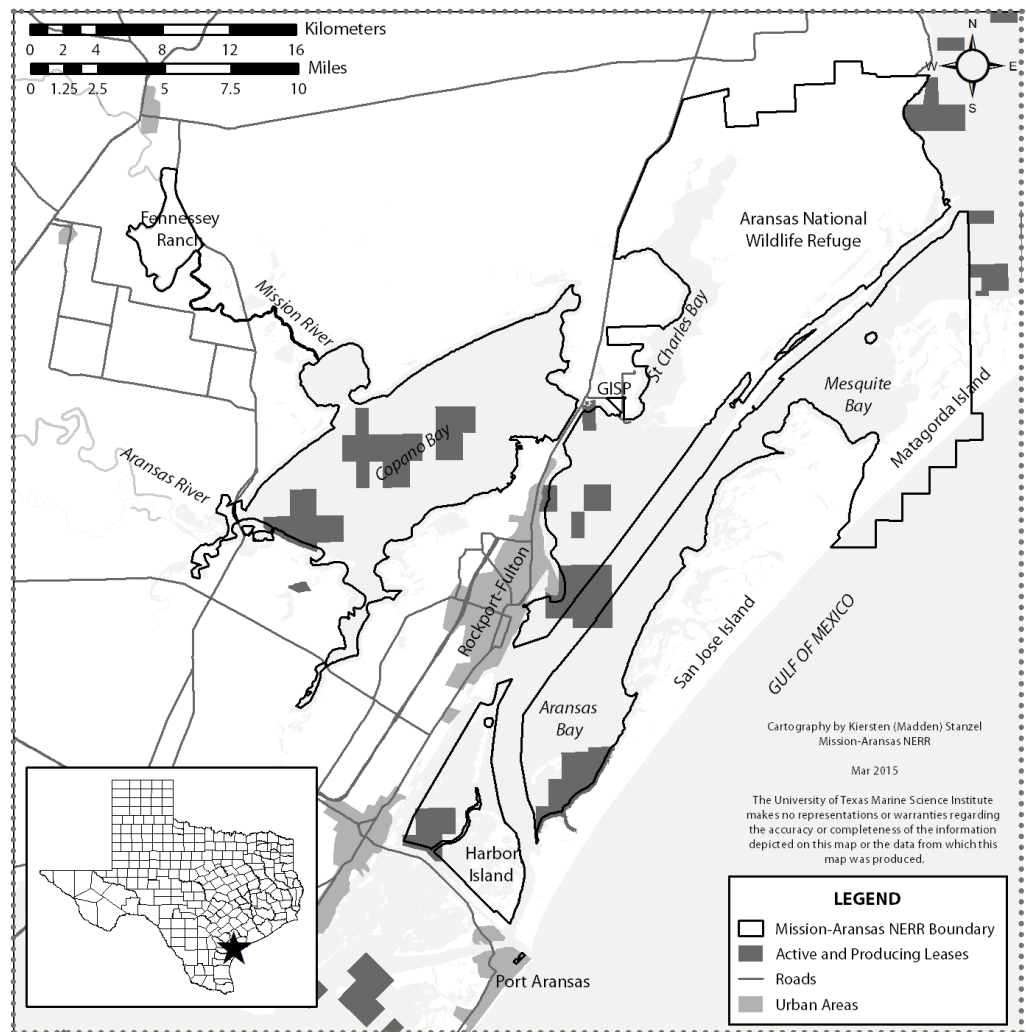 Kilometers
0 2 4 8 12 16
Miles
0 1.25 2.5 5 7.5 10
N
W E
S
Fennessey
Ranch
Aransas National
Wildlife Refuge
Mission River
St Charles Bay
GISP
Mesquite
Bay
Matagorda Island
Copano Bay
Aransas River
Rockport-Fulton
San Jose Island
GULF OF MEXICO
Aransas
Bay
Cartography by Kiersten (Madden) Stanzel
Mission-Aransas NERR
Mar 2015
The University of Texas Marine Science Institute
makes no representations or warranties regarding
the accuracy or completeness of the information
depicted on this map or the data from which this
map was produced.
Harbor
Island
Port Aransas
LEGEND
Mission-Aransas NERR Boundary
Active and Producing Leases
Roads
Urban Areas